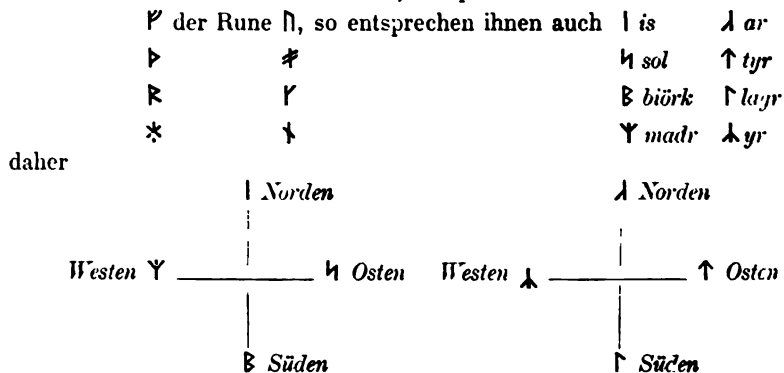 ᚠ der Rune ᚢ, so entsprechen ihnen auch ᛁ is ᛅ ar
ᚦ ᚭ ᛋ sol ᛏ tyr
ᚱ ᚴ ᛒ biörk ᛚ lagr
ᚼ ᚾ ᛘ madr ᛦ yr
daher
ᛁ Norden ᛅ Norden
Westen ᛘ ᛋ Osten Westen ᛦ ᛏ Osten
ᛒ Süden ᛚ Süden